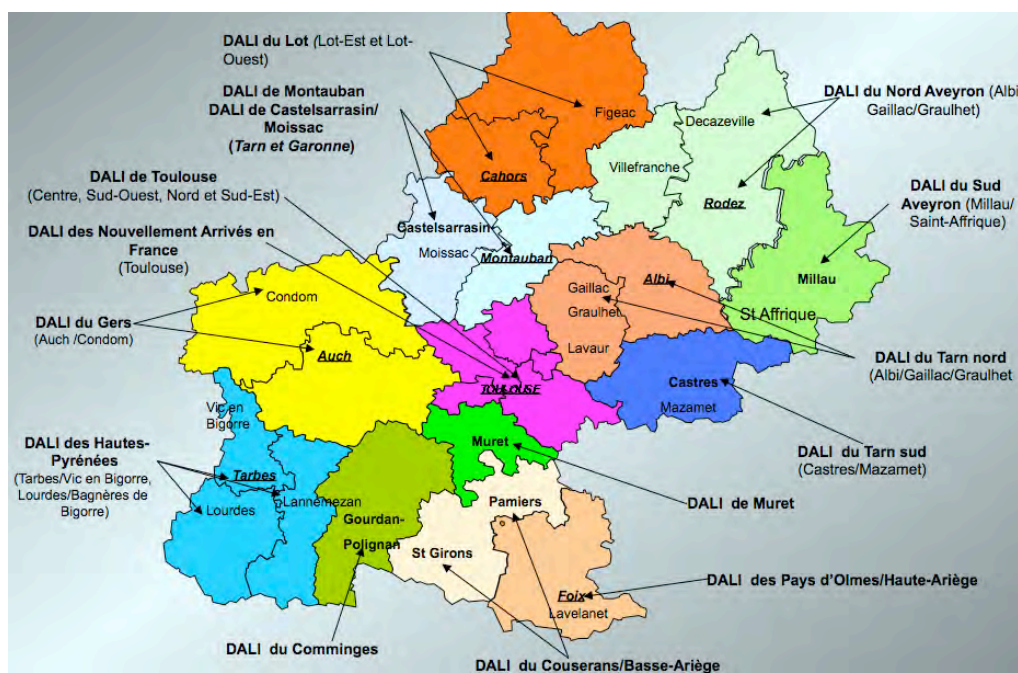 DALI du Lot (Lot-Est et Lot-
Ouest)
DALI de Montauban
DALI de Castelsarrasin/
Moissac
(Tarn et Garonne)
DALI de Toulouse
(Centre, Sud-Ouest, Nord et Sud-Est)
DALI des Nouvellement Arrivés en
France
(Toulouse)
DALI du Gers
(Auch /Condom)
DALI des Hautes-
Pyrénées
(Tarbes/Vic en Bigorre,
Lourdes/Bagnères de
Bigorre)
DALI du Nord Aveyron (Albi
Gaillac/Graulhet)
DALI du Sud
Aveyron (Millau/
Saint-Affrique)
DALI du Tarn nord
(Albi/Gaillac/Graulhet
DALI du Tarn sud
(Castres/Mazamet)
DALI de Muret
DALI des Pays d'Olmes/Haute-Ariège
DALI du Comminges
DALI du Couserans/Basse-Ariège
Figeac
Cahors
Decazeville
Villefranche
Rodez
Castelsarrasin-
Moissac
Montauban
Gaillac
Graulhet
Albi
Millau
St Affrique
Condom
Auch
Lavaur
TOULOUSE
Castres
Mazamet
Vic en
Bigorre
Tarbes
Lannemezan
Lourdes
Muret
Gourdan-
Polignan
Pamiers
St Girons
Foix
Lavelanet